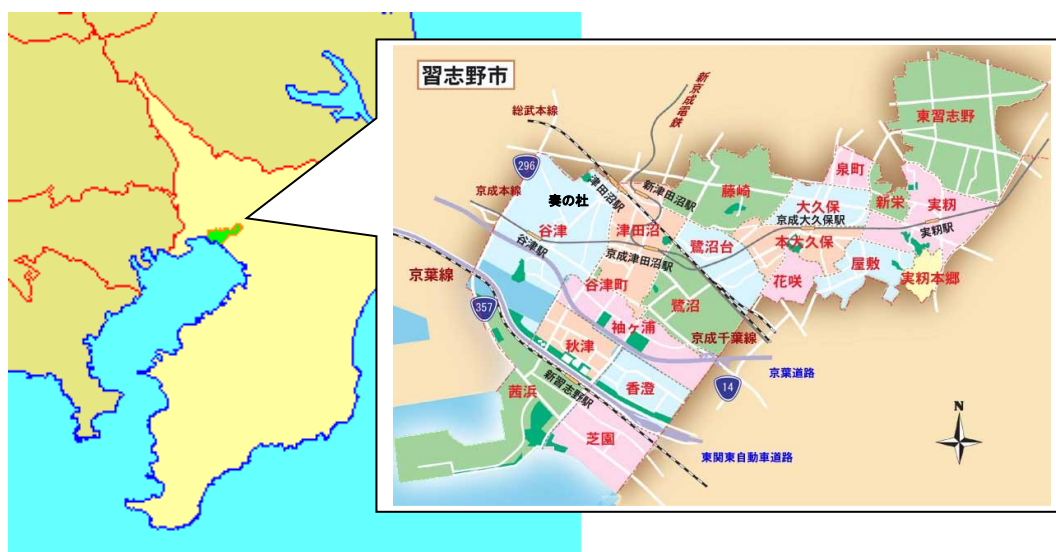 習志野市
新京成電鉄
総武本線
東習志野
296
泉町
京成本線
津田沼駅
新津田沼駅
藤崎
奏の杜
大久保
新栄
実籾
谷津
津田沼
京成大久保駅
谷津駅
鷺沼台
本大久保
実籾駅
京成津田沼駅
屋敷
京葉線
谷津町
花咲
実籾本郷
357
鷺沼
袖ヶ浦
京成千葉線
秋津
京葉道路
新習志野駅
香澄
14
茜浜
N
芝園
東関東自動車道路